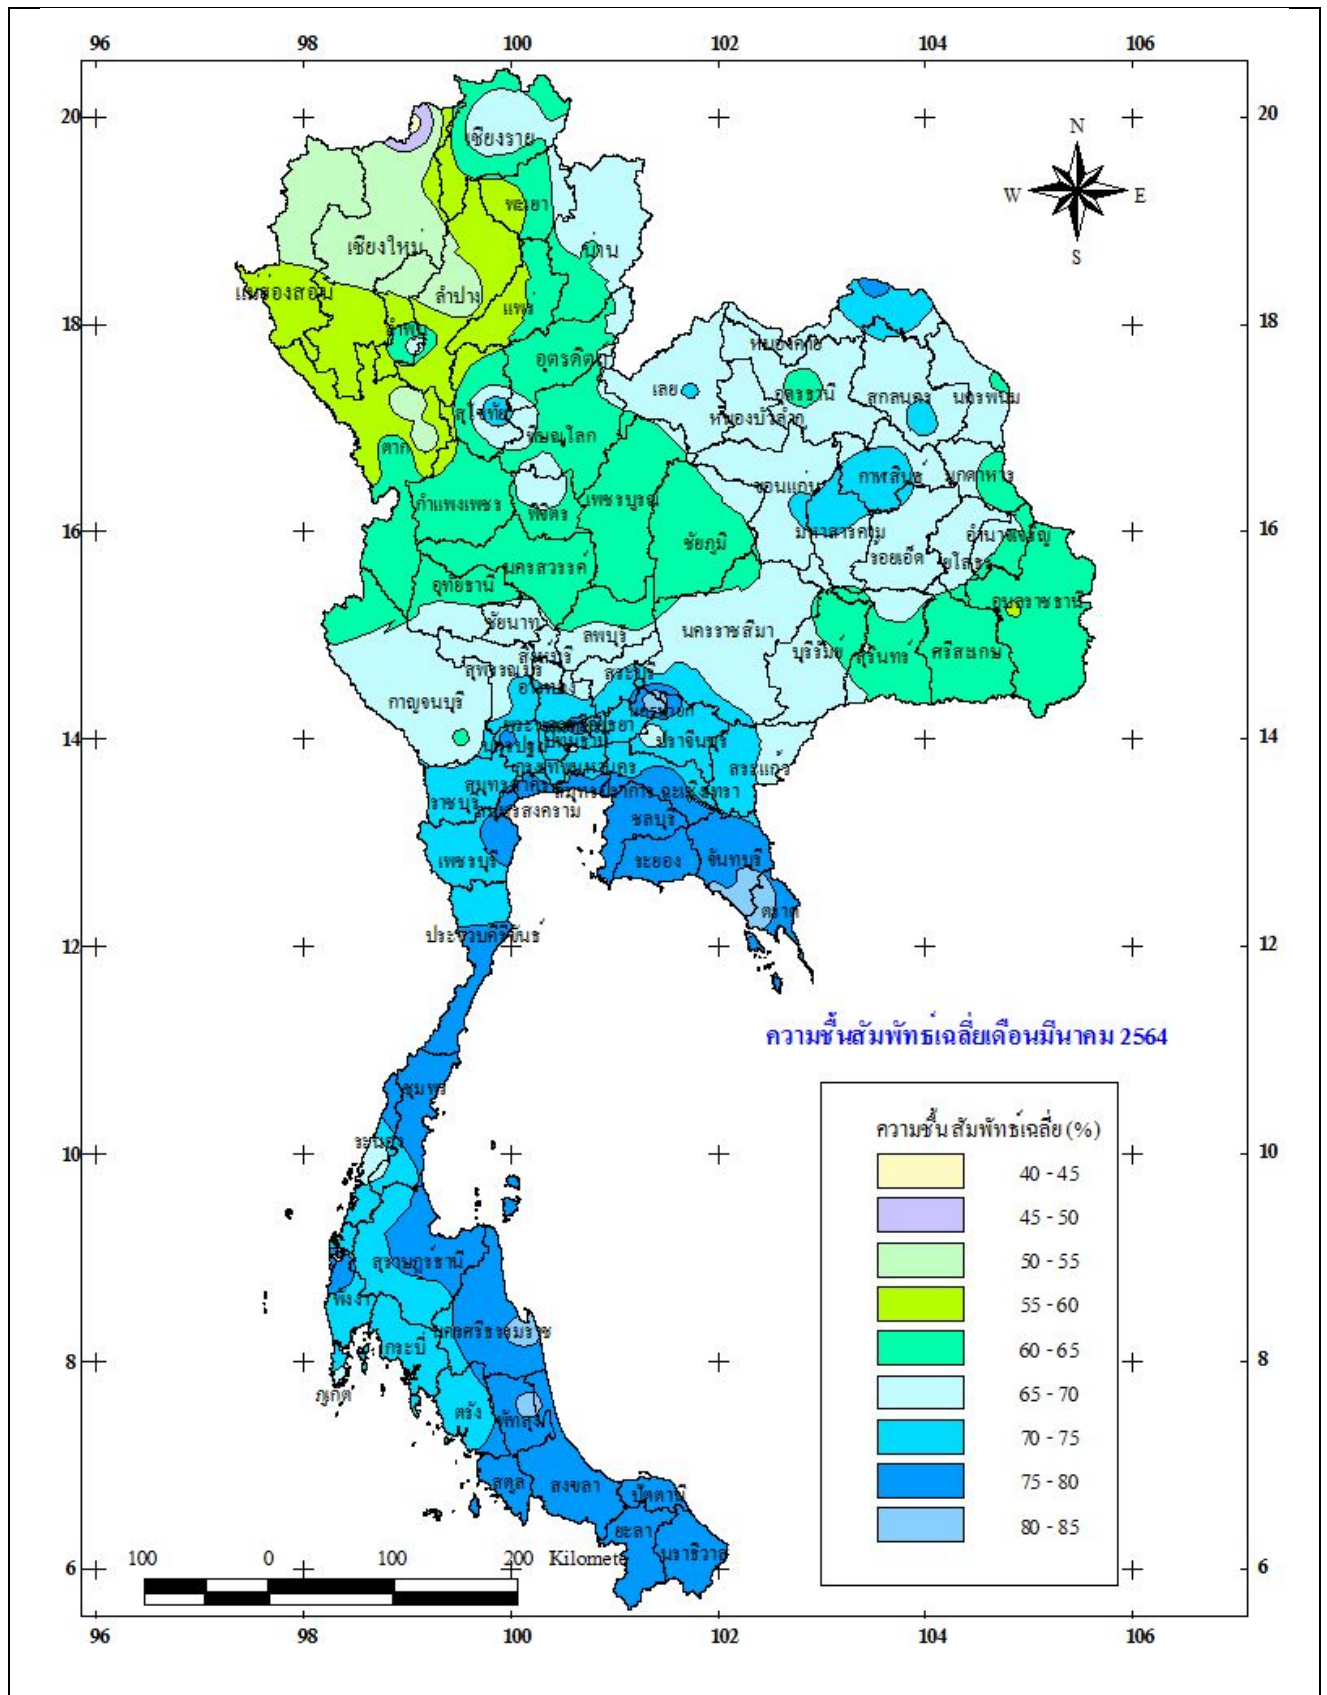 96 98 100 102 104 106
20 20
N
W E
S
เชียงราย
พะเยา
น่าน
เชียงใหม่
ลำปาง
แพร่
18 18
อุตรดิตถ์
หนองคาย
เลย
อุดรธานี
สกลนคร
นครพนม
สุโขทัย
พิษณุโลก
ตาก
ขอนแก่น
กาฬสินธุ์
มุกดาหาร
กำแพงเพชร
พิจิตร
เพชรบูรณ์
16 16
ชัยภูมิ
มหาสารคาม
ร้อยเอ็ด
ยโสธร
อำนาจเจริญ
นครสวรรค์
อุทัยธานี
อุบลราชธานี
ชัยนาท
ลพบุรี
นครราชสีมา
บุรีรัมย์
สุรินทร์
ศรีสะเกษ
สิงห์บุรี
สุพรรณบุรี
สระบุรี
กาญจนบุรี
14 14
ปราจีนบุรี
สระแก้ว
ราชบุรี
สมุทรปราการ ฉะเชิงเทรา
สมุทรสงคราม
ชลบุรี
เพชรบุรี
ระยอง
จันทบุรี
ตราด
ประจวบคีรีขันธ์
12 12
ความชื้นสัมพัทธ์เฉลี่ยเดือนมีนาคม 2564
ชุมพร
ระนอง
10 10
ความชื้นสัมพัทธ์เฉลี่ย (%)
40 - 45
45 - 50
50 - 55
55 - 60
60 - 65
65 - 70
70 - 75
75 - 80
80 - 85
สุราษฎร์ธานี
พังงา
นครศรีธรรมราช
กระบี่
8 8
ภูเก็ต
ตรัง
พัทลุง
สตูล
สงขลา
ปัตตานี
ยะลา
นราธิวาส
100 0 100 200 Kilomete
6 6
96 98 100 102 104 106